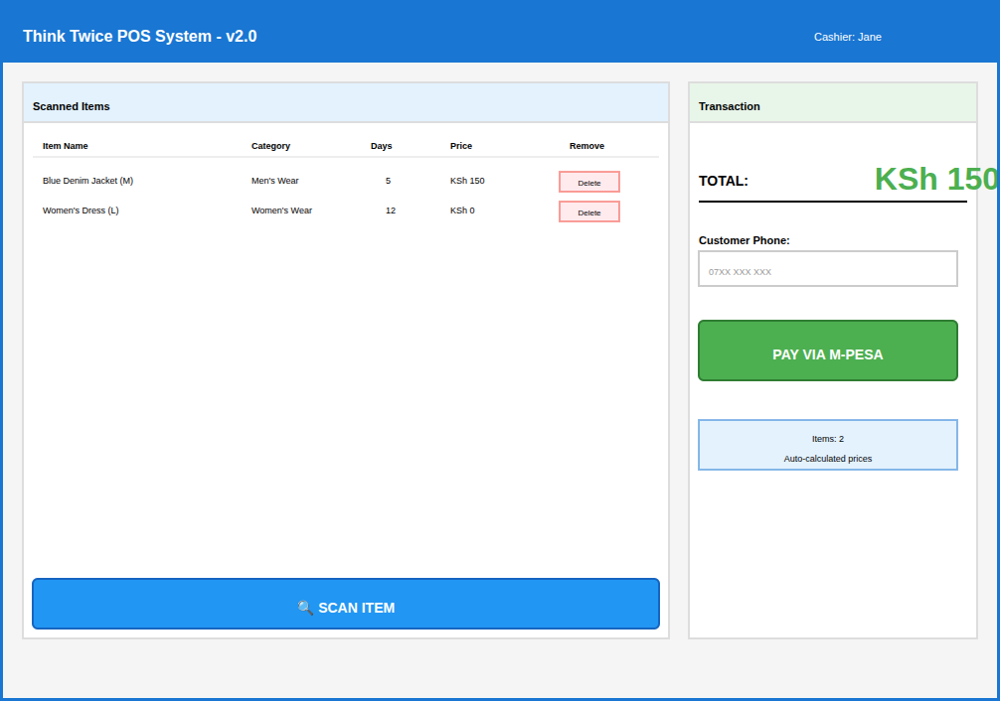 Think Twice POS System - v2.0
Cashier: Jane
Scanned Items
Item Name Category Days Price Remove
Blue Denim Jacket (M) Men's Wear 5 KSh 150 Delete
Women's Dress (L) Women's Wear 12 KSh 0 Delete
🔍 SCAN ITEM
Transaction
TOTAL: KSh 150
Customer Phone:
07XX XXX XXX
PAY VIA M-PESA
Items: 2
Auto-calculated prices